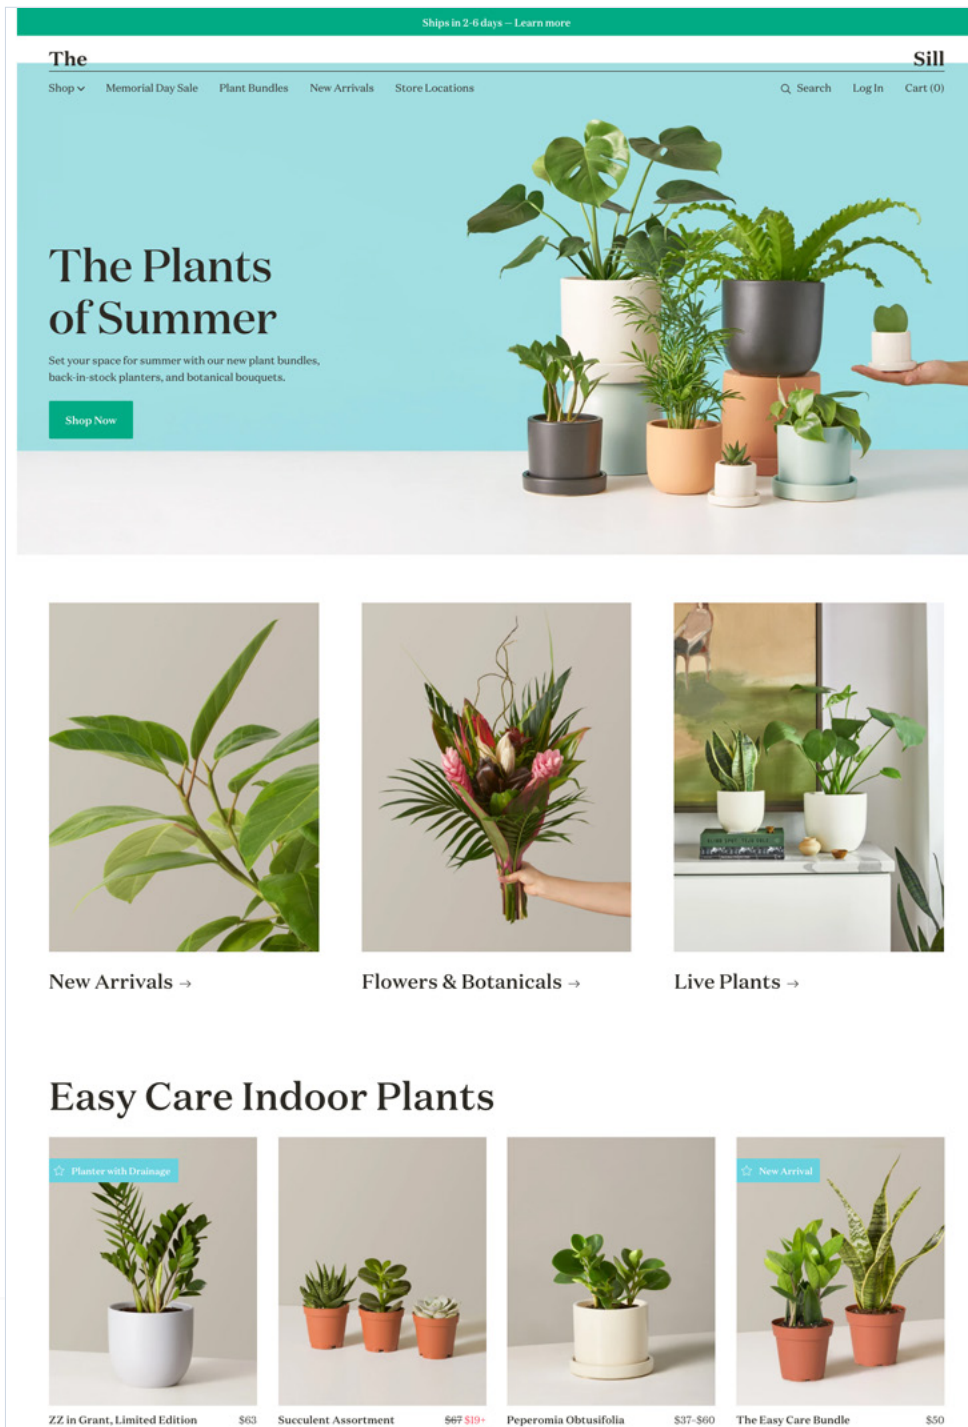 Ships in 2-6 days — Learn more
The Sill
Shop Memorial Day Sale Plant Bundles New Arrivals Store Locations Search Log In Cart (0)
The Plants
of Summer
Set your space for summer with our new plant bundles,
back-in-stock planters, and botanical bouquets.
Shop Now
New Arrivals →
Flowers & Botanicals →
Live Plants →
Easy Care Indoor Plants
Planter with Drainage
New Arrival
ZZ in Grant, Limited Edition $63
Succulent Assortment $67 $19+
Peperomia Obtusifolia $37-$60
The Easy Care Bundle $50